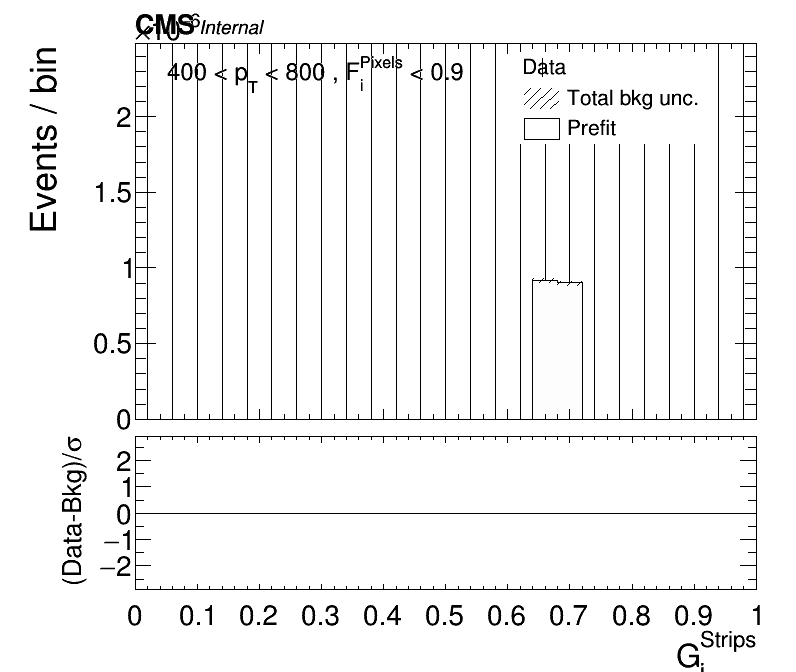 CMS Internal
×10⁻⁶
400 < p_T < 800 , F_i^Pixels < 0.9
Data
Total bkg unc.
Prefit
Events / bin
2
1.5
1
0.5
0
(Data-Bkg)/σ
2
1
0
−1
−2
0 0.1 0.2 0.3 0.4 0.5 0.6 0.7 0.8 0.9 1
G_i^Strips